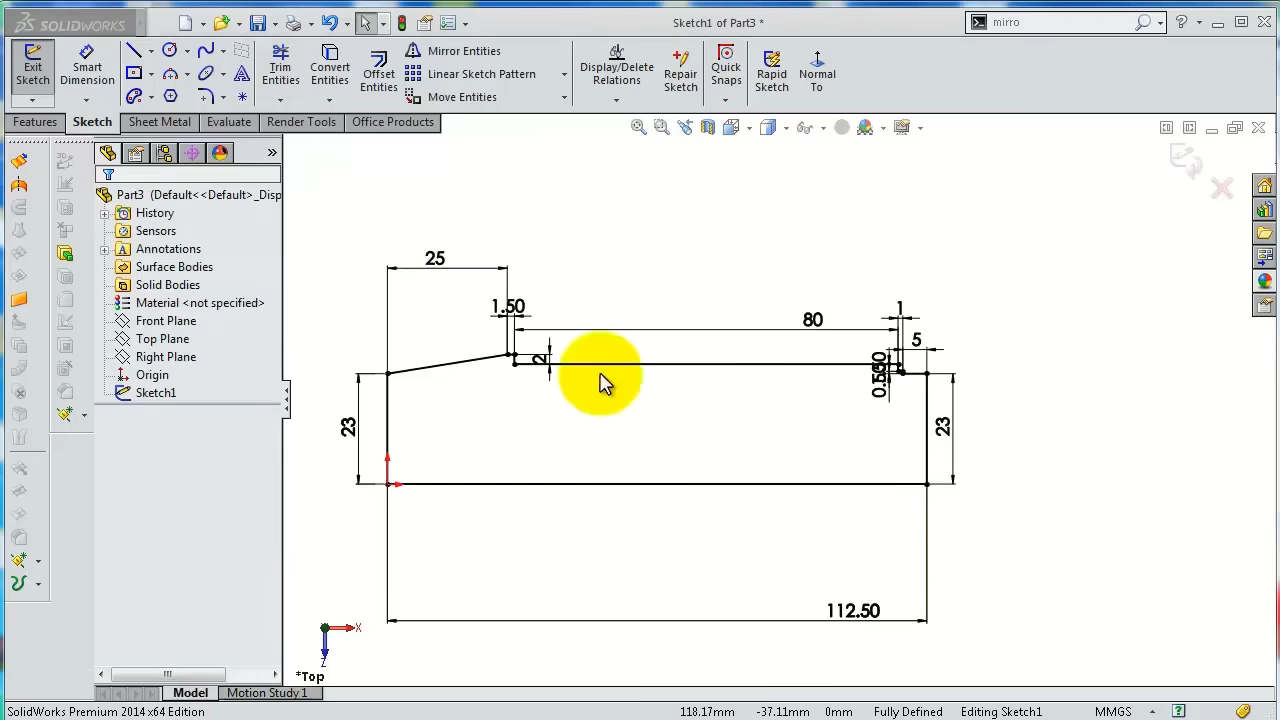 SOLIDWORKS
Sketch1 of Part3 *
mirro
Exit Sketch
Smart Dimension
Trim Entities
Convert Entities
Offset Entities
Mirror Entities
Linear Sketch Pattern
Move Entities
Display/Delete Relations
Repair Sketch
Quick Snaps
Rapid Sketch
Normal To
Features
Sketch
Sheet Metal
Evaluate
Render Tools
Office Products
Part3 (Default<<Default>_Disp
History
Sensors
Annotations
Surface Bodies
Solid Bodies
Material <not specified>
Front Plane
Top Plane
Right Plane
Origin
Sketch1
25
1.50
1
80
5
2
0.50
23
23
112.50
X
Z
*Top
Model
Motion Study 1
SolidWorks Premium 2014 x64 Edition
118.17mm
-37.11mm
0mm
Fully Defined
Editing Sketch1
MMGS